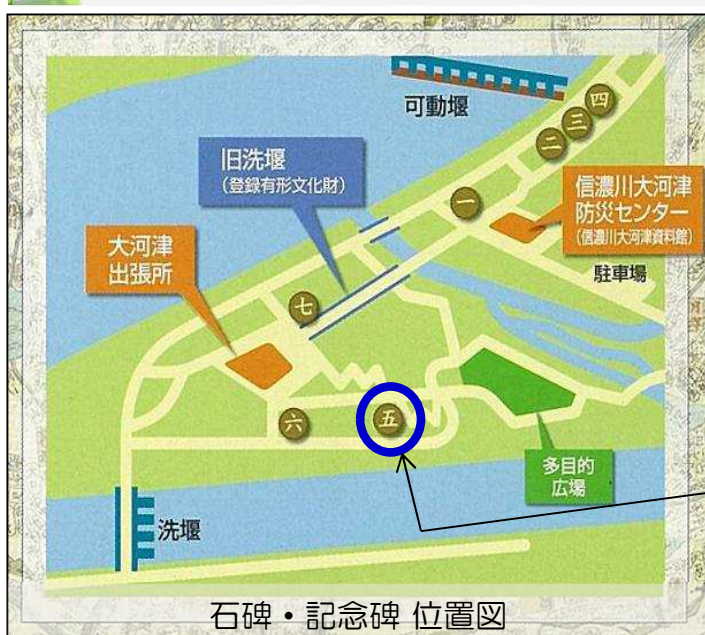 可動堰
四
三
二
旧洗堰
(登録有形文化財)
一
信濃川大河津
防災センター
(信濃川大河津資料館)
大河津
出張所
駐車場
七
五
六
多目的
広場
洗堰
石碑・記念碑 位置図